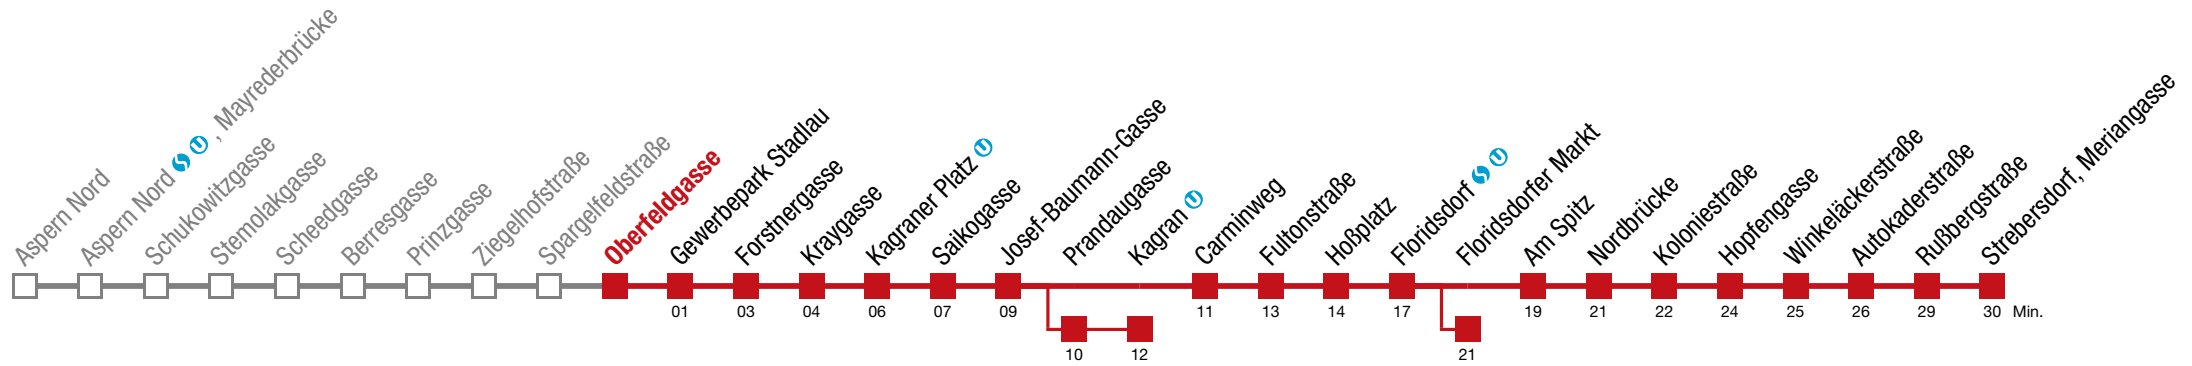 Aspern Nord
Aspern Nord S U , Mayrederbrücke
Schukowitzgasse
Stemolakgasse
Scheedgasse
Berresgasse
Prinzgasse
Ziegelhofstraße
Spargelfeldstraße
Oberfeldgasse
Gewerbepark Stadlau
Forstnergasse
Kraygasse
Kagraner Platz U
Saikogasse
Josef-Baumann-Gasse
Prandaugasse
Kagran U
Carminweg
Fultonstraße
Hoßplatz
Floridsdorf S U
Floridsdorfer Markt
Am Spitz
Nordbrücke
Koloniestraße
Hopfengasse
Winkeläckerstraße
Autokaderstraße
Rußbergstraße
Strebersdorf, Meriangasse
01 03 04 06 07 09 11 13 14 17 19 21 22 24 25 26 29 30 Min.
10 12 21